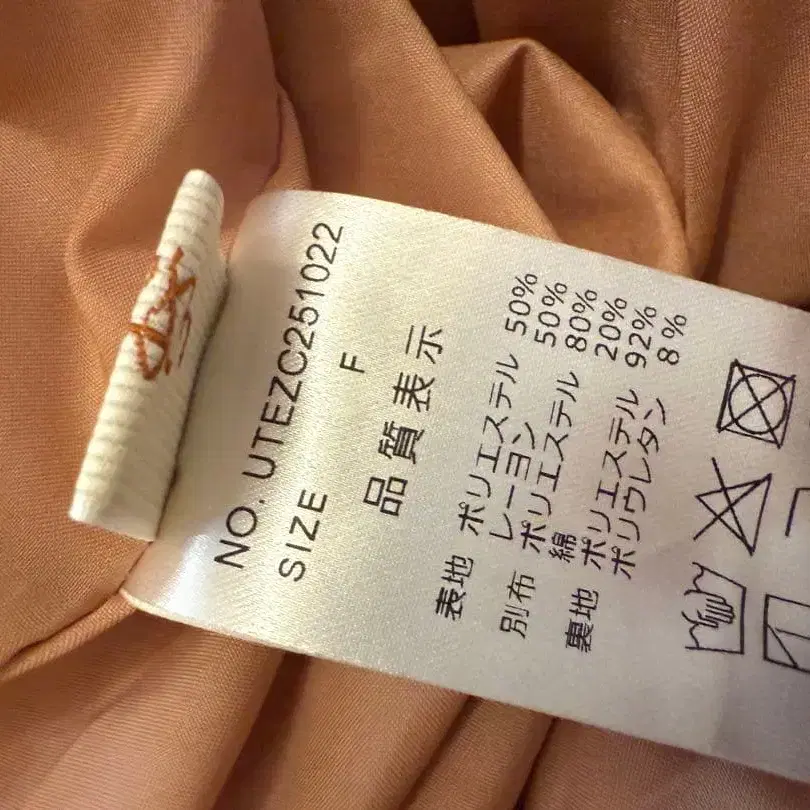 NO. UTEZC251022
SIZE F
品質表示
表地 ポリエステル 50%
レーヨン 50%
別布 ポリエステル 80%
綿 20%
裏地 ポリエステル 92%
ポリウレタン 8%